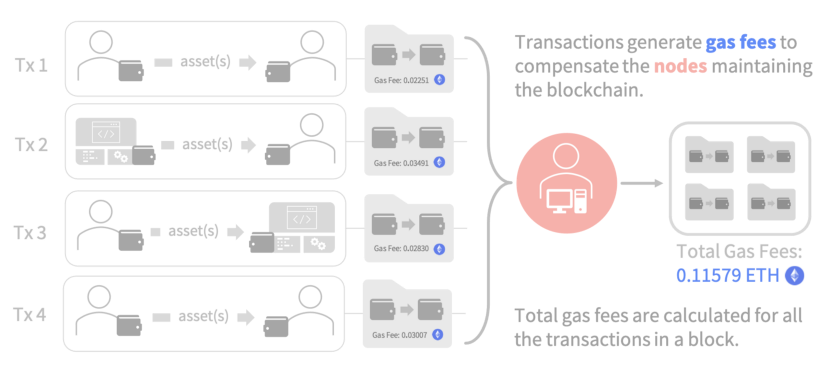 Tx 1
asset(s)
Gas Fee: 0.02251
Tx 2
</>
asset(s)
Gas Fee: 0.03491
Tx 3
asset(s)
</>
Gas Fee: 0.02830
Tx 4
asset(s)
Gas Fee: 0.03007
Transactions generate gas fees to
compensate the nodes maintaining
the blockchain.
Total Gas Fees:
0.11579 ETH
Total gas fees are calculated for all
the transactions in a block.